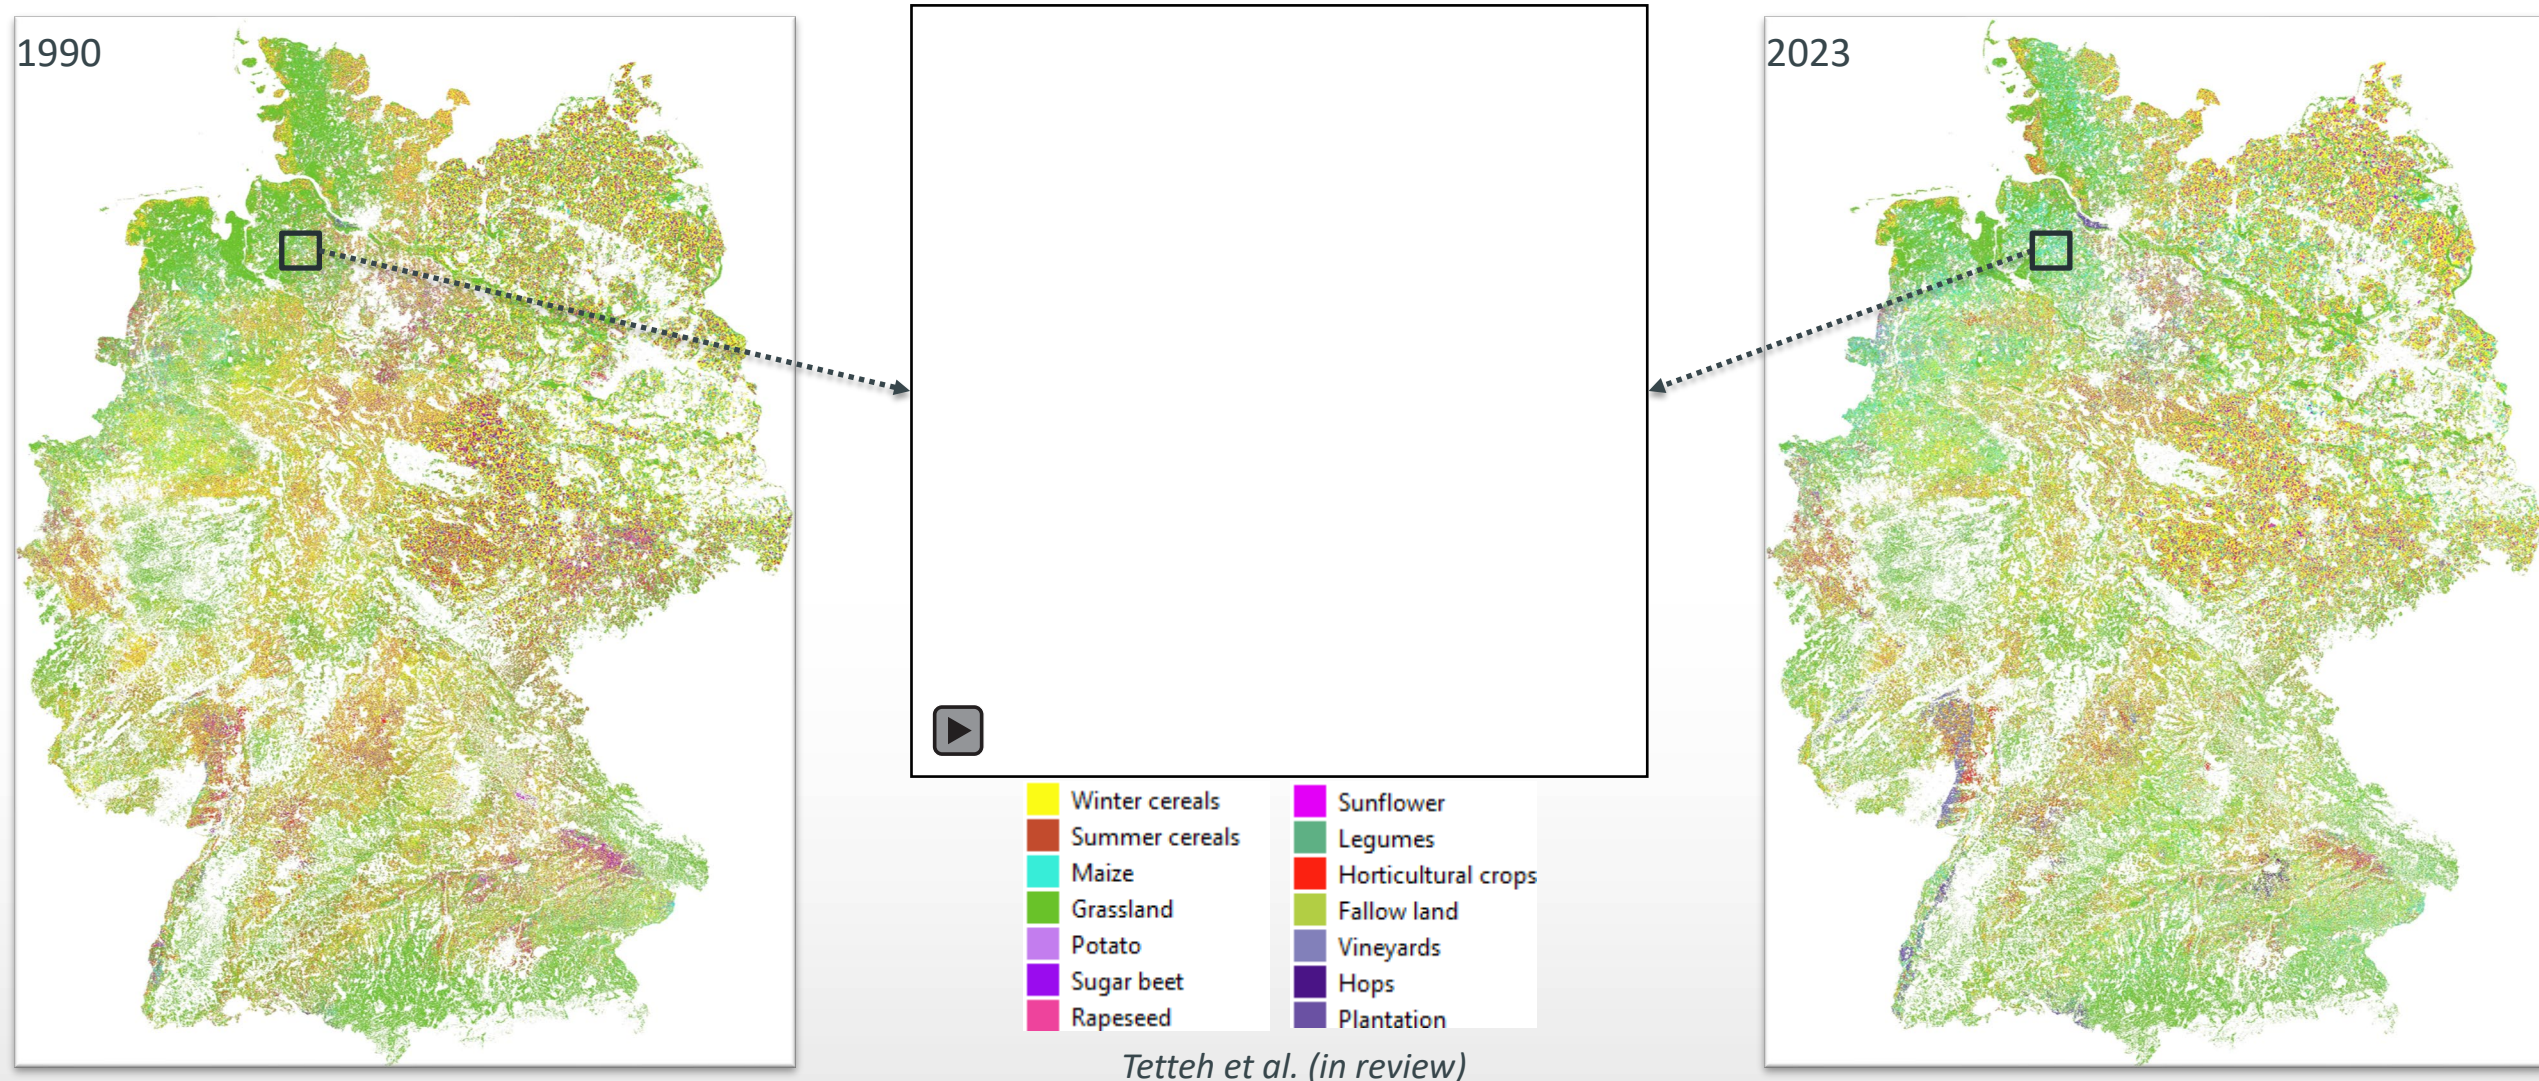 1990
2023
Winter cereals
Summer cereals
Maize
Grassland
Potato
Sugar beet
Rapeseed
Sunflower
Legumes
Horticultural crops
Fallow land
Vineyards
Hops
Plantation
Tetteh et al. (in review)